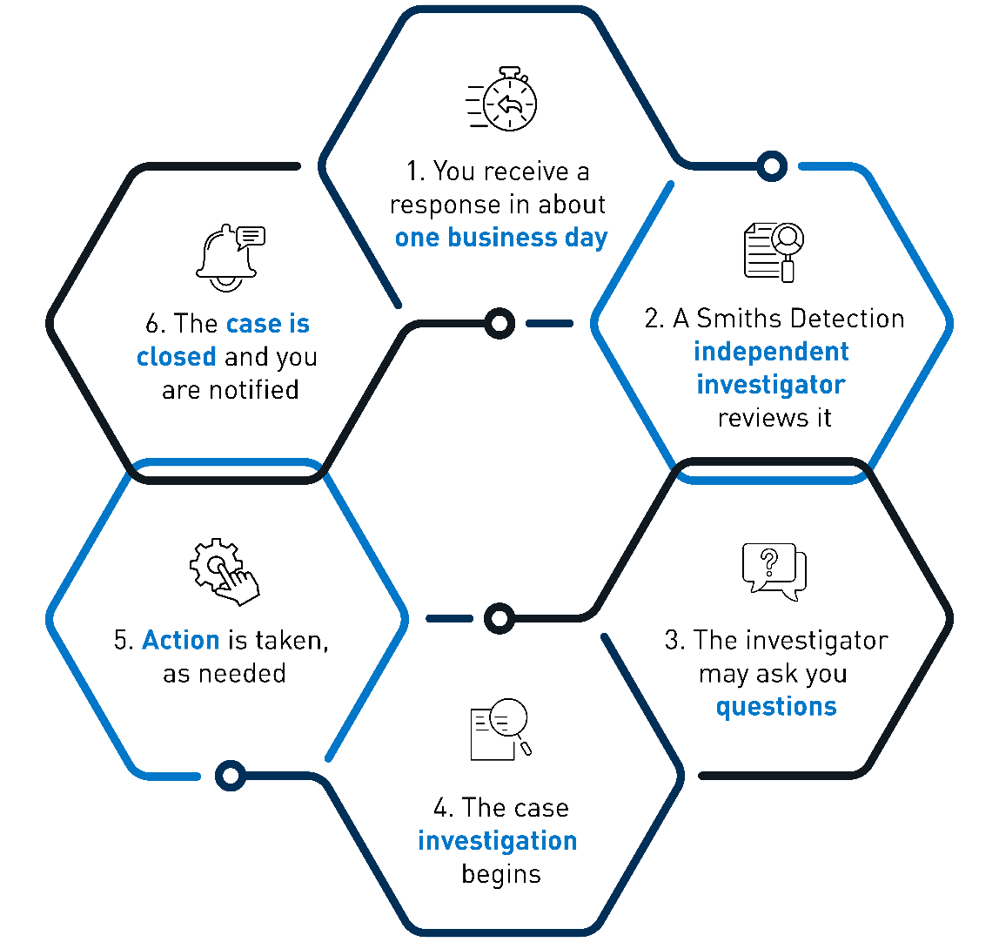 1. You receive a
response in about
one business day
2. A Smiths Detection
independent
investigator
reviews it
3. The investigator
may ask you
questions
4. The case
investigation
begins
5. Action is taken,
as needed
6. The case is
closed and you
are notified